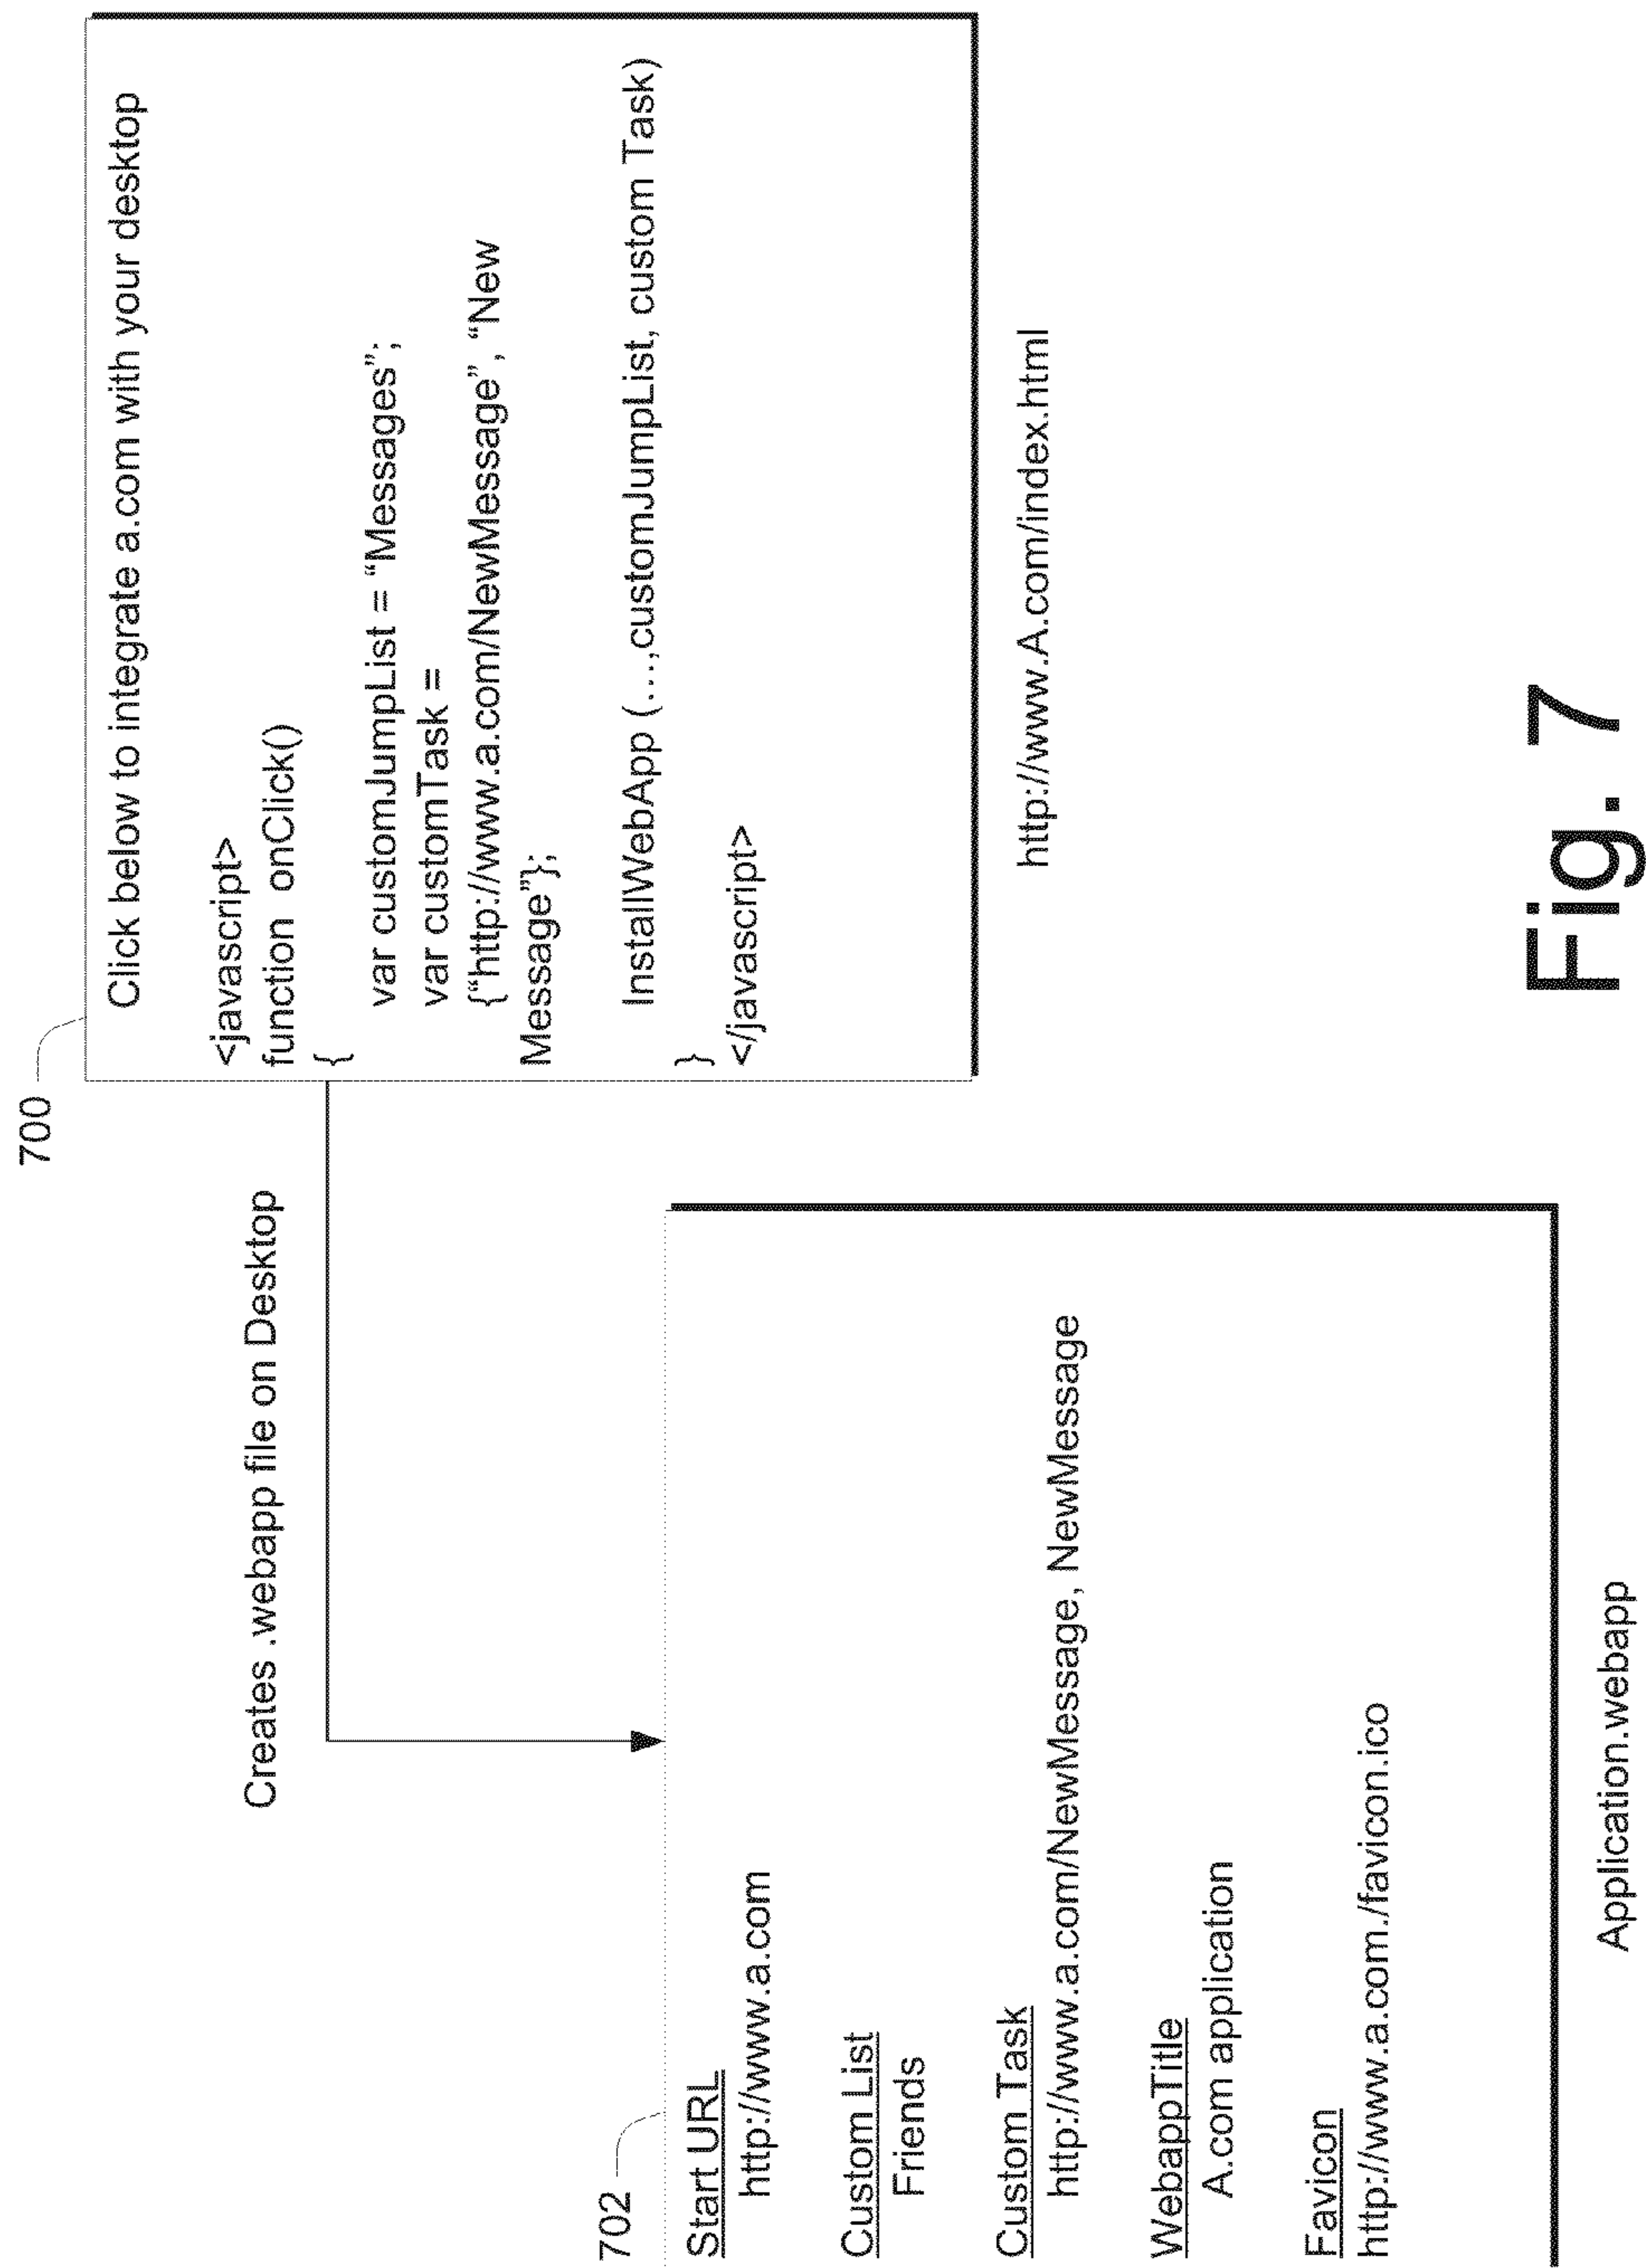 700
Click below to integrate a.com with your desktop
<javascript>
function onClick()
{
var customJumpList = “Messages”;
var customTask =
{“http://www.a.com/NewMessage”, “New
Message”};
InstallWebApp (…,customJumpList, custom Task)
}
</javascript>
http://www.A.com/index.html
Creates .webapp file on Desktop
702
Start URL
http://www.a.com
Custom List
Friends
Custom Task
http://www.a.com/NewMessage, NewMessage
WebappTitle
A.com application
Favicon
http://www.a.com./favicon.ico
Application.webapp
Fig. 7